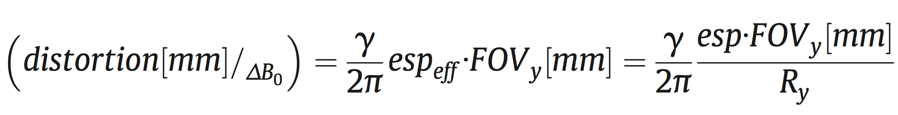 (distortion[mm]/ΔB₀) = γ/2π esp_eff·FOV_y[mm] = γ/2π esp·FOV_y[mm]/R_y